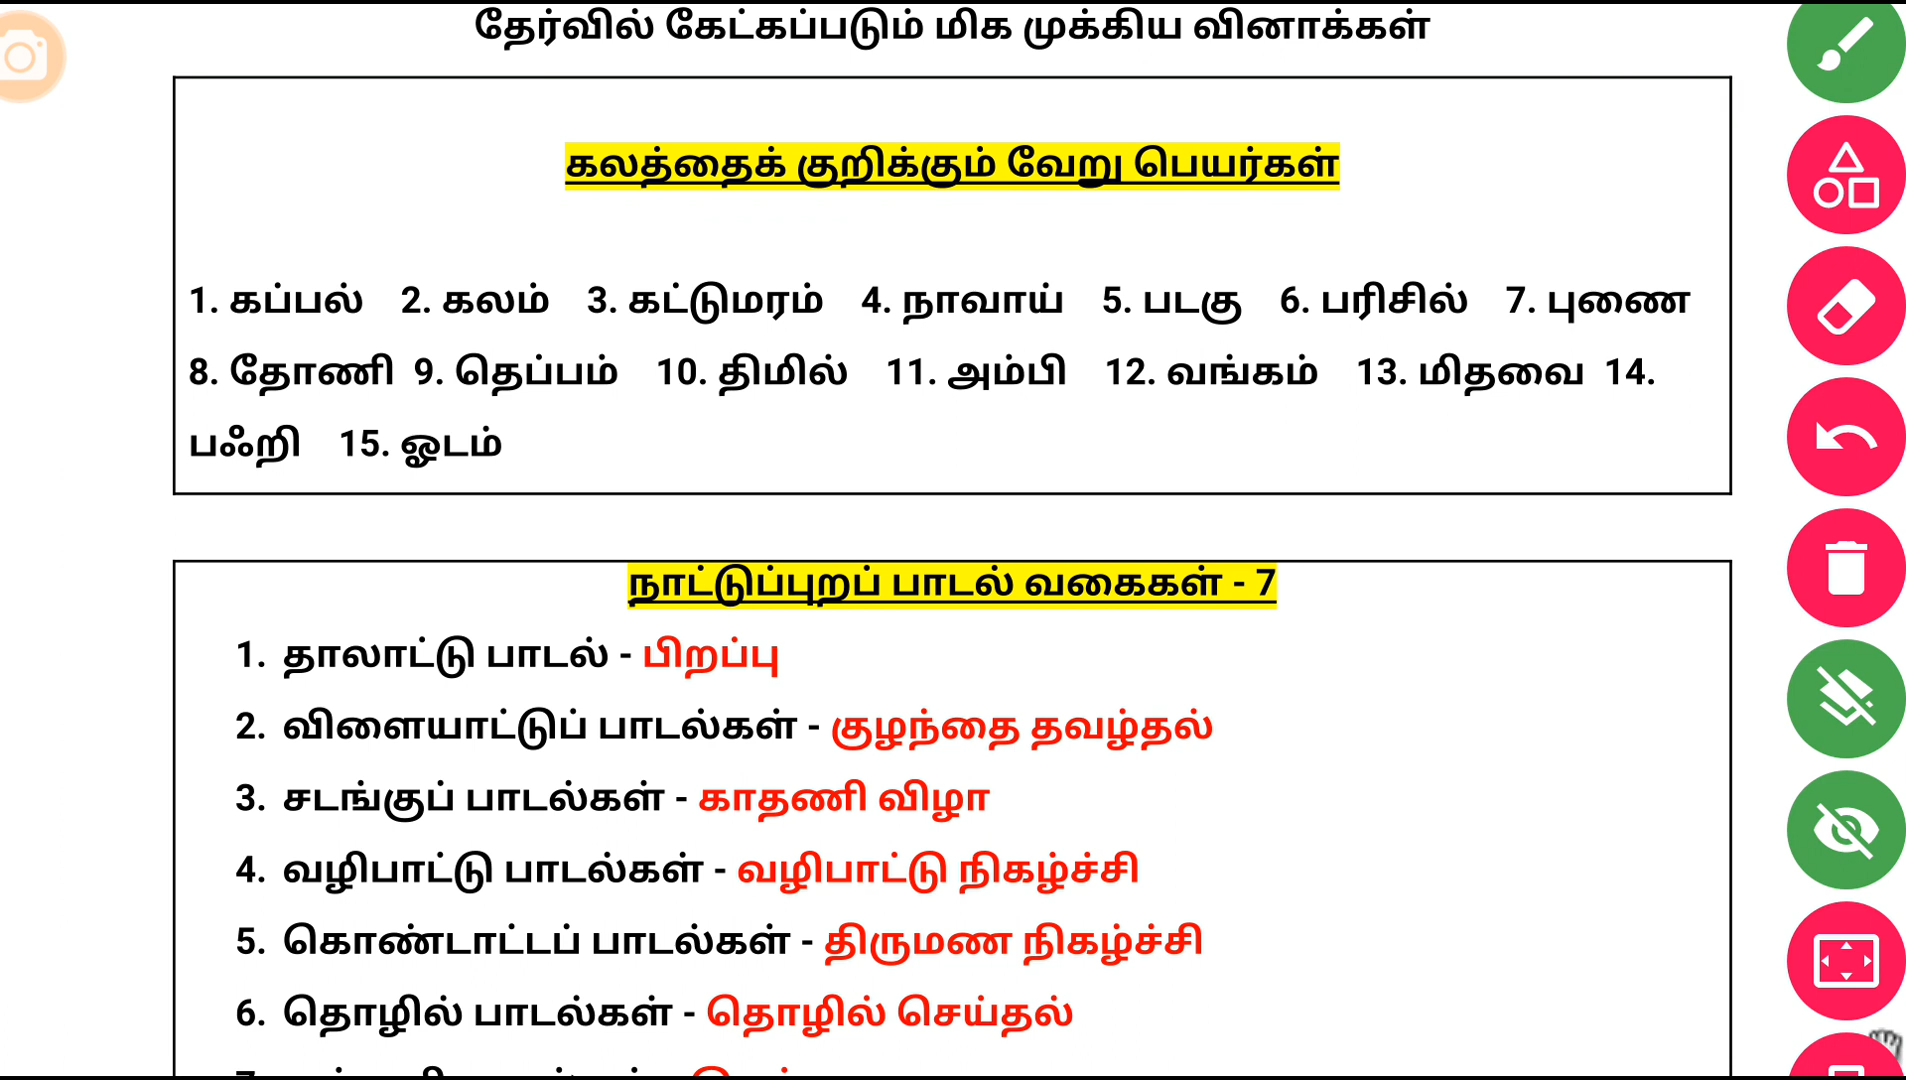 தேர்வில் கேட்கப்படும் மிக முக்கிய வினாக்கள்
கலத்தைக் குறிக்கும் வேறு பெயர்கள்
1. கப்பல் 2. கலம் 3. கட்டுமரம் 4. நாவாய் 5. படகு 6. பரிசில் 7. புணை
8. தோணி 9. தெப்பம் 10. திமில் 11. அம்பி 12. வங்கம் 13. மிதவை 14.
பஃறி 15. ஓடம்
நாட்டுப்புறப் பாடல் வகைகள் - 7
1. தாலாட்டு பாடல் - பிறப்பு
2. விளையாட்டுப் பாடல்கள் - குழந்தை தவழ்தல்
3. சடங்குப் பாடல்கள் - காதணி விழா
4. வழிபாட்டு பாடல்கள் - வழிபாட்டு நிகழ்ச்சி
5. கொண்டாட்டப் பாடல்கள் - திருமண நிகழ்ச்சி
6. தொழில் பாடல்கள் - தொழில் செய்தல்